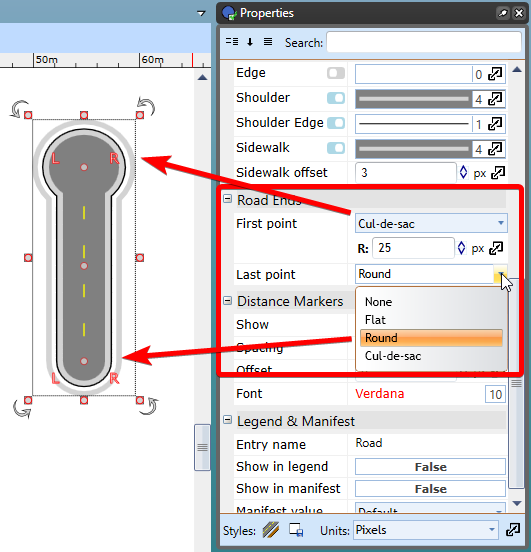 Properties
Search:
50m 60m
Edge 0
Shoulder 4
Shoulder Edge 1
Sidewalk 4
Sidewalk offset 3 px
Road Ends
First point Cul-de-sac
R: 25 px
Last point Round
None
Flat
Round
Cul-de-sac
Distance Markers
Show
Spacing
Offset
Font Verdana 10
Legend & Manifest
Entry name Road
Show in legend False
Show in manifest False
Manifest value Default
Styles: Units: Pixels
L R
L R